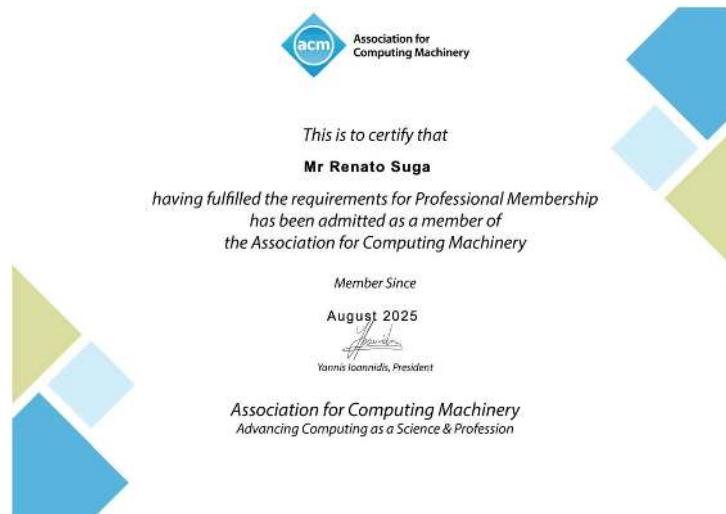 acm
Association for
Computing Machinery
This is to certify that
Mr Renato Suga
having fulfilled the requirements for Professional Membership
has been admitted as a member of
the Association for Computing Machinery
Member Since
August 2025
Yannis Ioannidis, President
Association for Computing Machinery
Advancing Computing as a Science & Profession